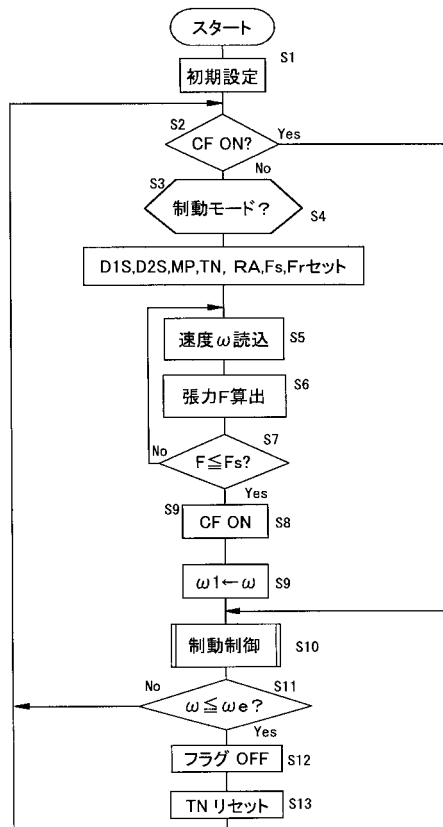 スタート
S1
初期設定
S2
CF ON?
Yes
No
S3
制動モード?
S4
D1S,D2S,MP,TN, RA,Fs,Frセット
速度ω読込
S5
張力F算出
S6
S7
F≦Fs?
No
Yes
S9
CF ON
S8
ω1←ω
S9
制動制御
S10
S11
No
ω≦ωe?
Yes
フラグ OFF
S12
TN リセット
S13